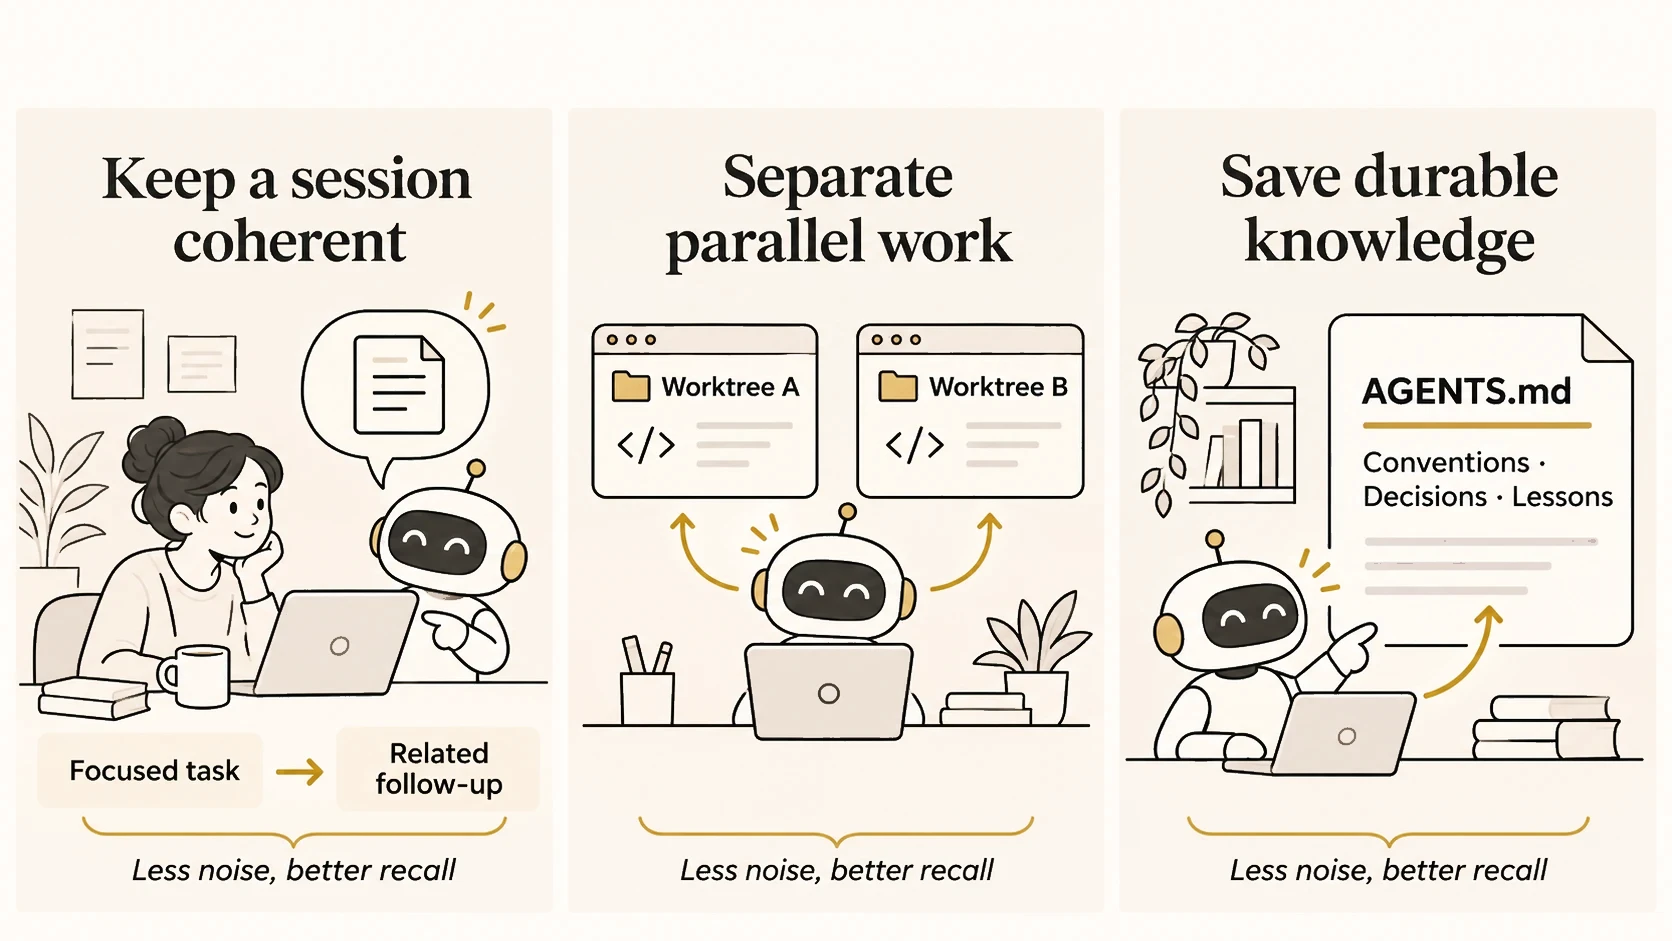 Keep a session
coherent
Focused task
Related
follow-up
Less noise, better recall
Separate
parallel work
Worktree A
</>
Worktree B
</>
Less noise, better recall
Save durable
knowledge
AGENTS.md
Conventions ·
Decisions · Lessons
Less noise, better recall